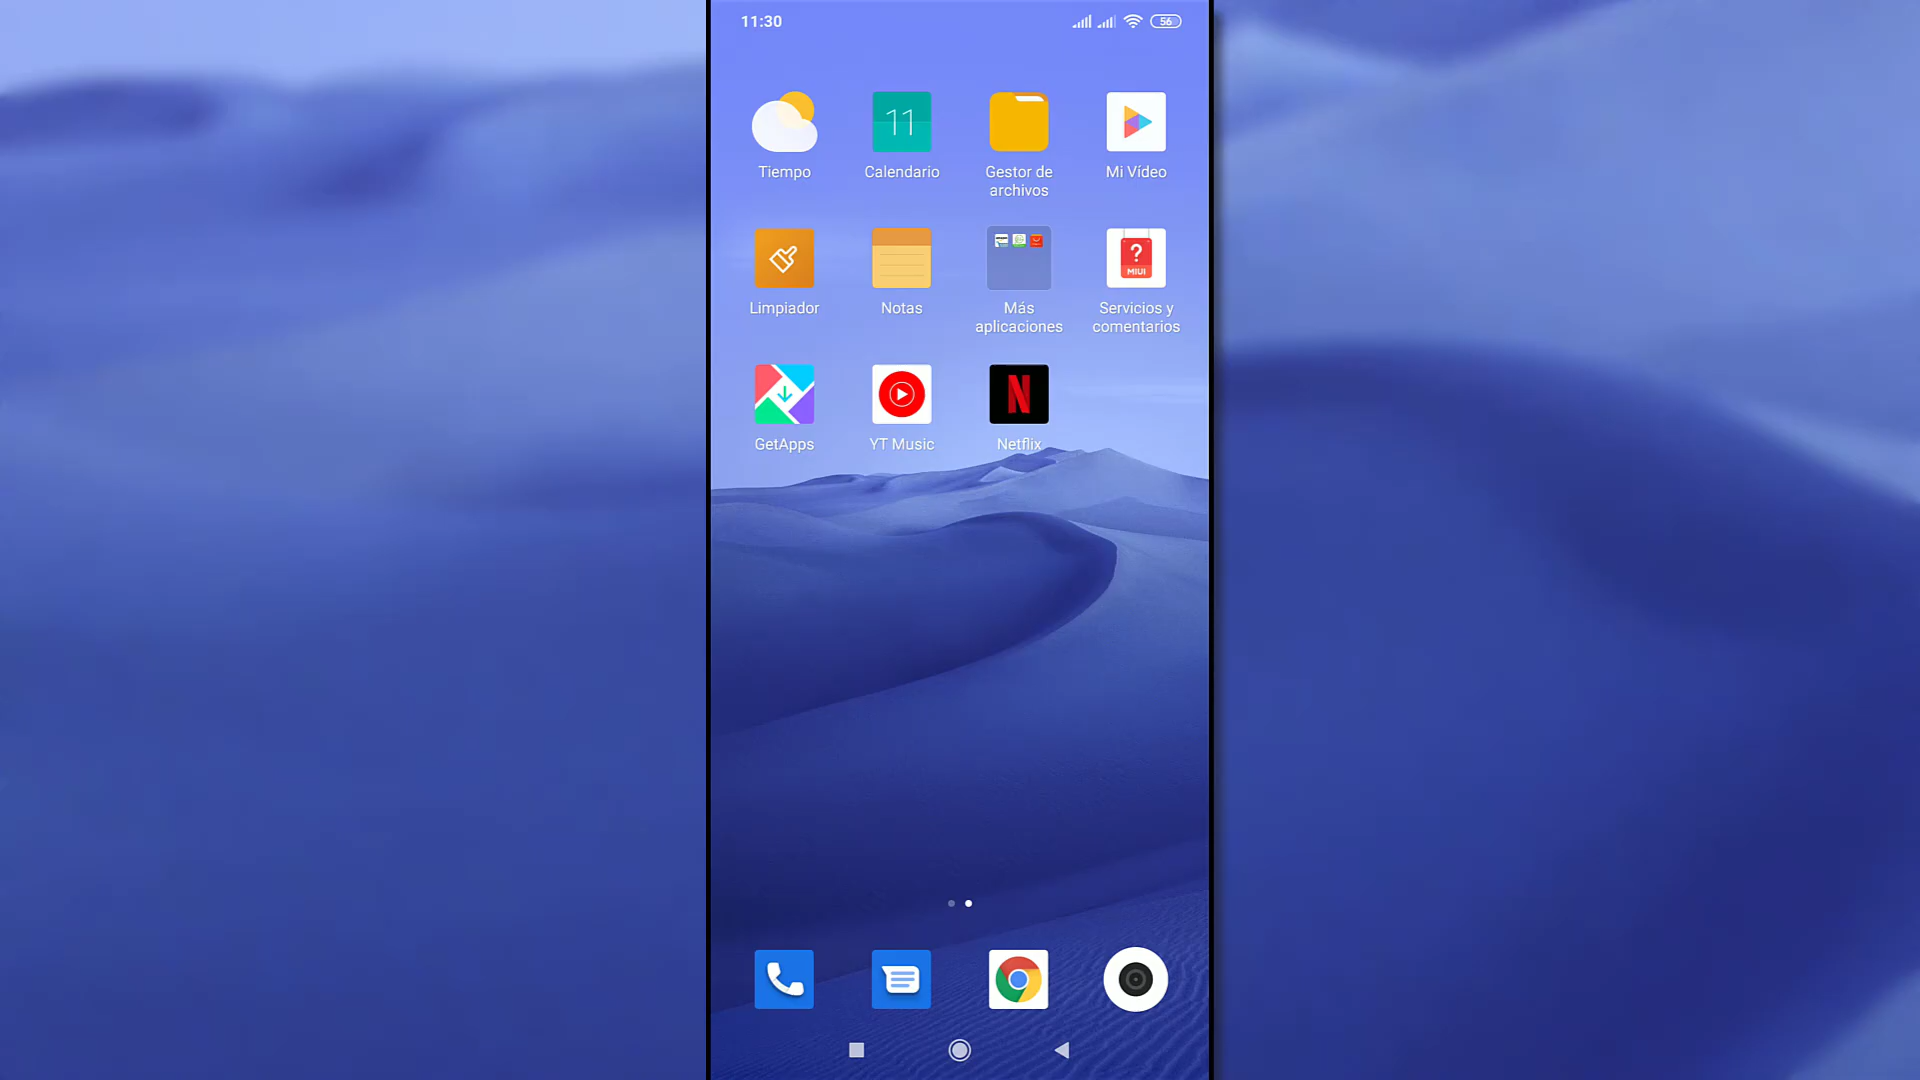 11:30
56
11
Tiempo
Calendario
Gestor de
archivos
Mi Vídeo
?
MIUI
Limpiador
Notas
Más
aplicaciones
Servicios y
comentarios
N
GetApps
YT Music
Netflix